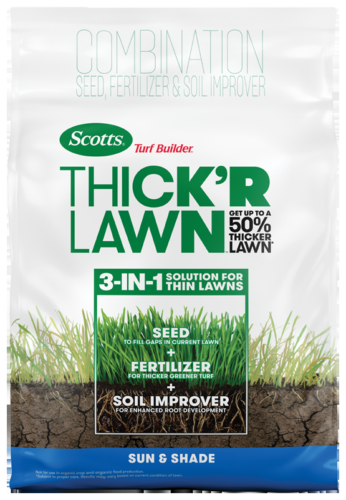 COMBINATION
SEED, FERTILIZER & SOIL IMPROVER
Scotts®
Turf Builder®
THICK'R
LAWN™
GET UP TO A
50%
THICKER
LAWN*
3-IN-1 SOLUTION FOR
THIN LAWNS
SEED
TO FILL GAPS IN CURRENT LAWN
+
FERTILIZER
FOR THICKER GREENER TURF
+
SOIL IMPROVER
FOR ENHANCED ROOT DEVELOPMENT
SUN & SHADE